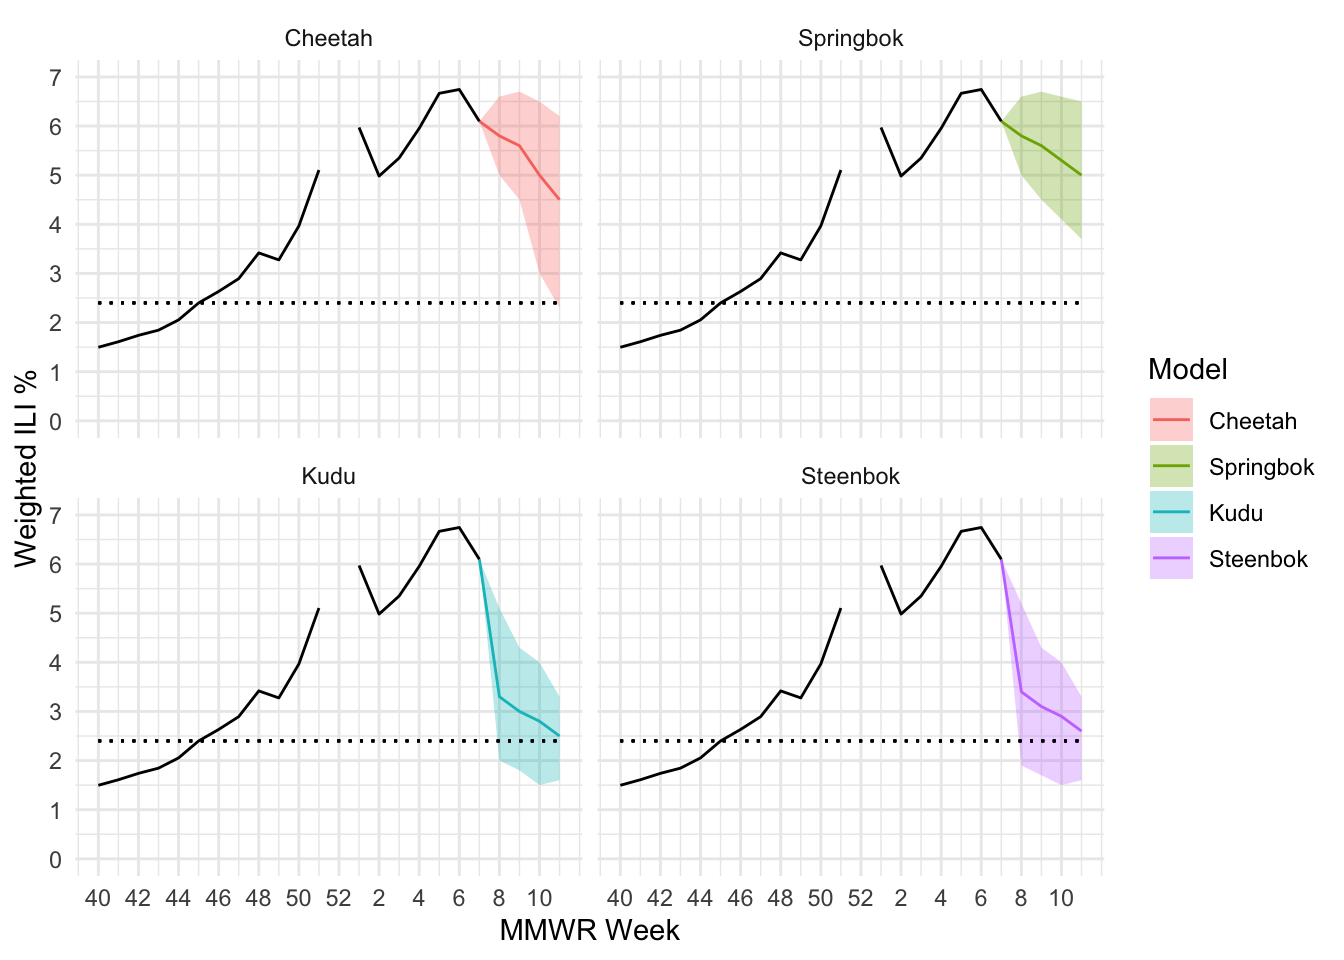 Cheetah Springbok
7
6
5
4
3
2
1
0
Weighted ILI %
Kudu Steenbok
7
6
5
4
3
2
1
0
40 42 44 46 48 50 52 2 4 6 8 10 40 42 44 46 48 50 52 2 4 6 8 10
MMWR Week
Model
Cheetah
Springbok
Kudu
Steenbok